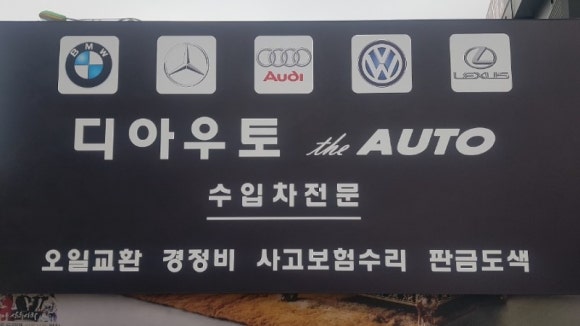 BMW Audi LEXUS
디아우토 the AUTO
수입차전문
오일교환 경정비 사고보험수리 판금도색